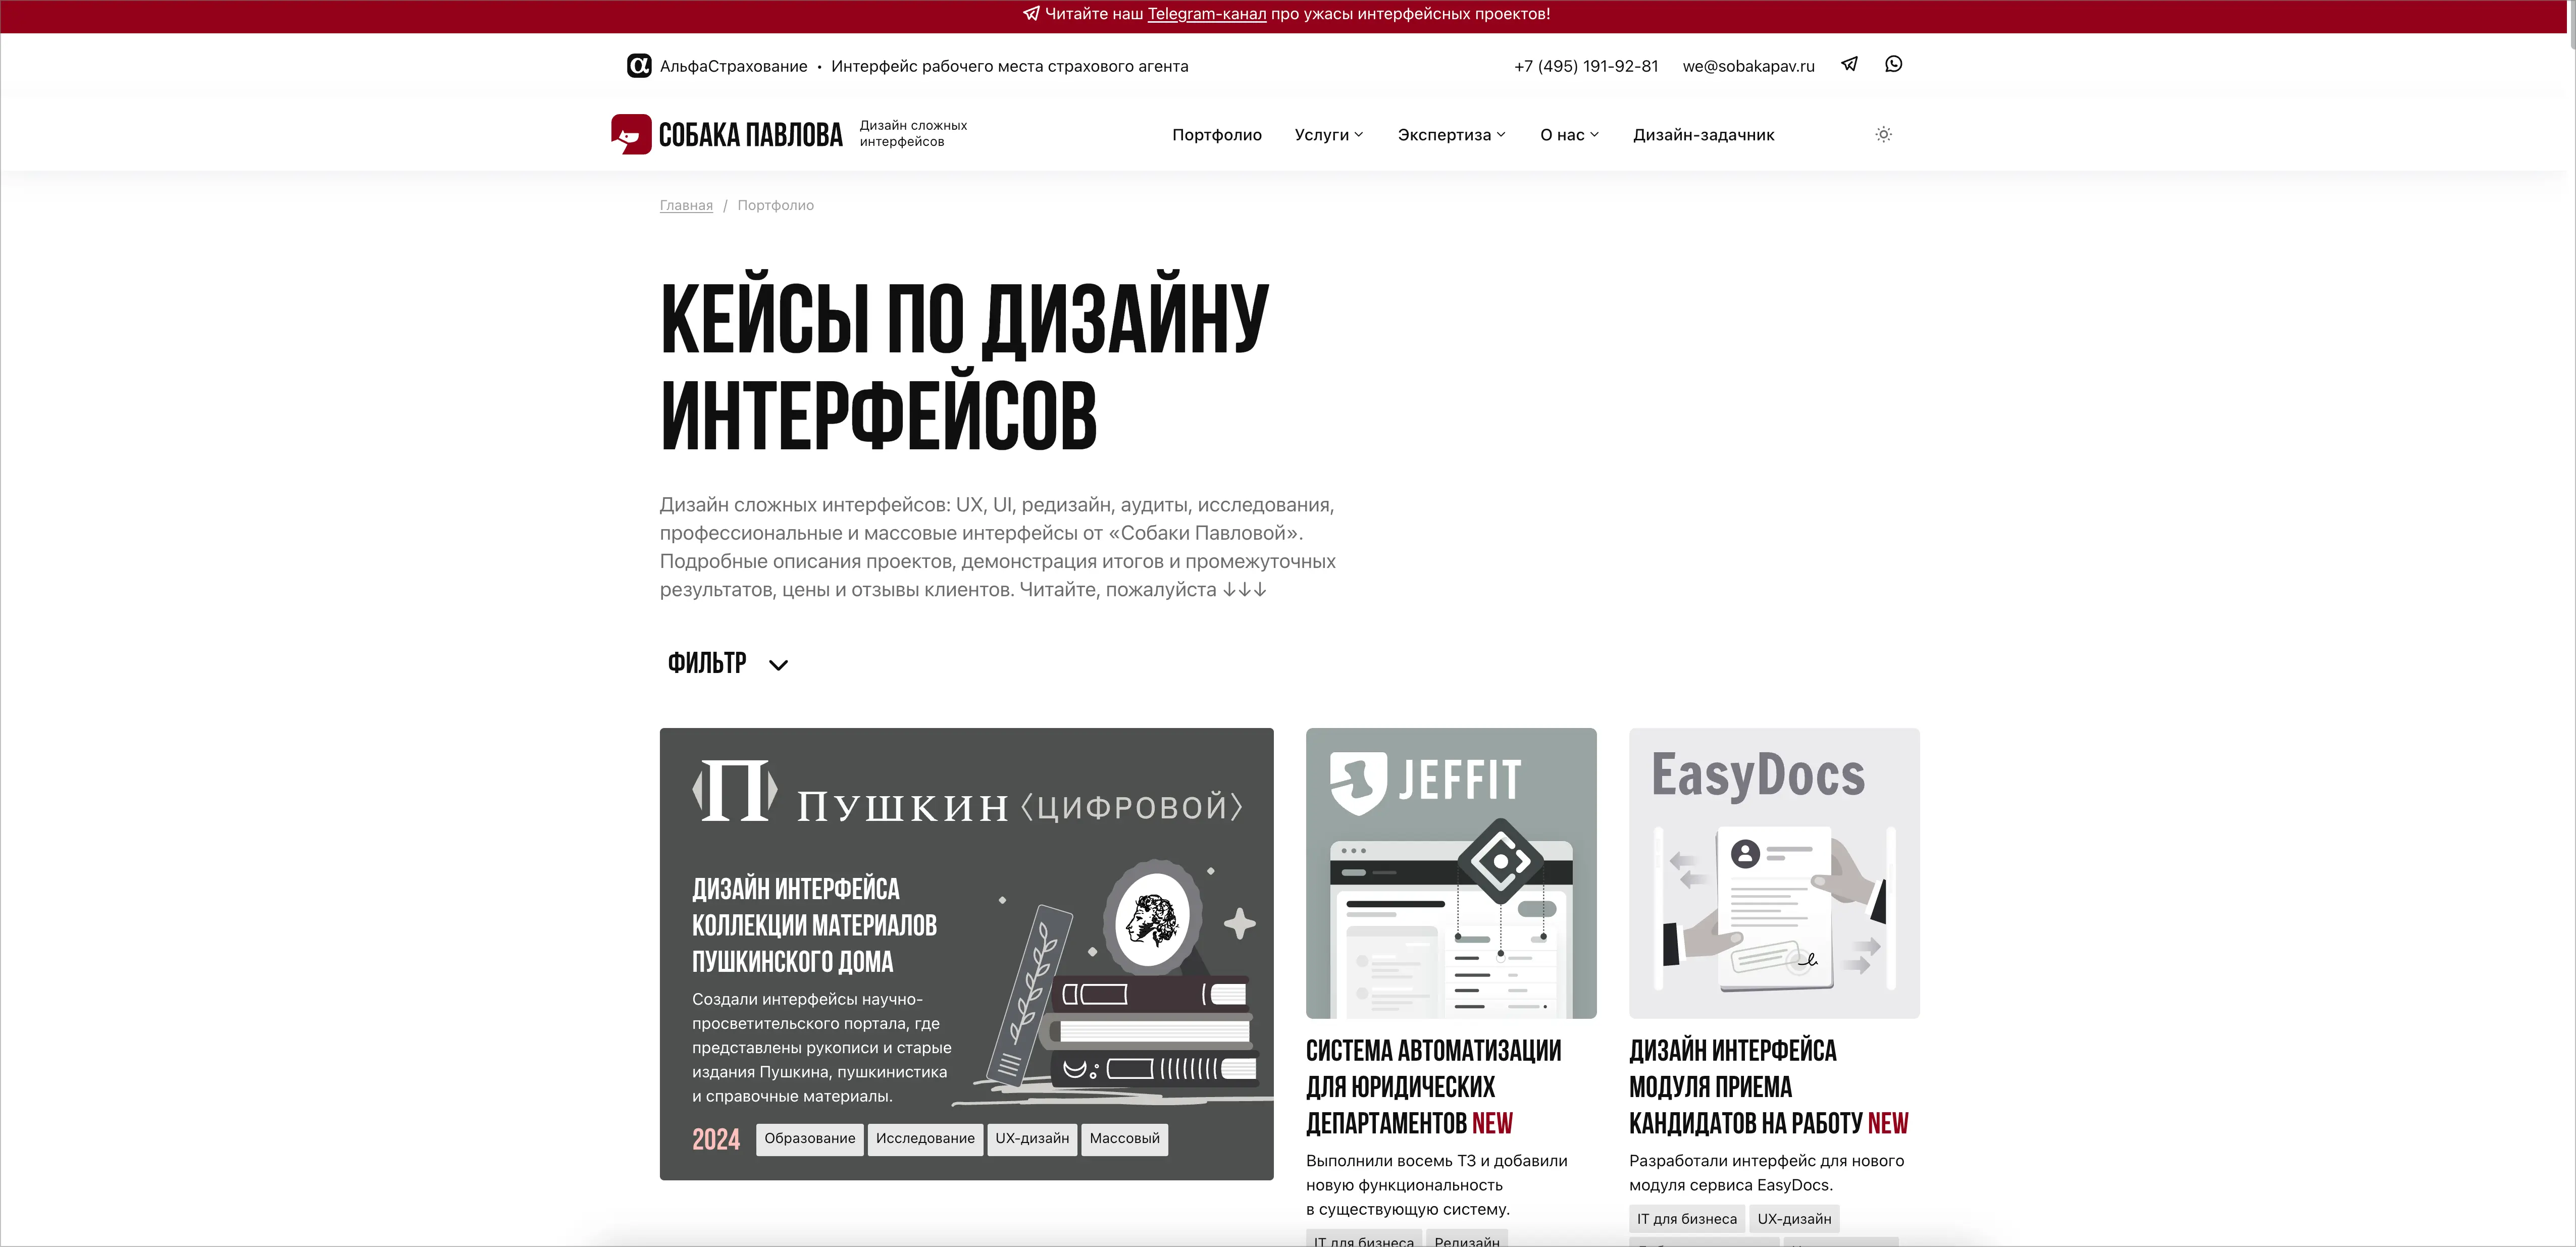 Читайте наш Telegram-канал про ужасы интерфейсных проектов!
АльфаСтрахование • Интерфейс рабочего места страхового агента
+7 (495) 191-92-81 we@sobakapav.ru
СОБАКА ПАВЛОВА
Дизайн сложных
интерфейсов
Портфолио Услуги Экспертиза О нас Дизайн-задачник
Главная / Портфолио
КЕЙСЫ ПО ДИЗАЙНУ
ИНТЕРФЕЙСОВ
Дизайн сложных интерфейсов: UX, UI, редизайн, аудиты, исследования,
профессиональные и массовые интерфейсы от «Собаки Павловой».
Подробные описания проектов, демонстрация итогов и промежуточных
результатов, цены и отзывы клиентов. Читайте, пожалуйста ↓↓↓
ФИЛЬТР
П ПУШКИН 〈ЦИФРОВОЙ〉
ДИЗАЙН ИНТЕРФЕЙСА
КОЛЛЕКЦИИ МАТЕРИАЛОВ
ПУШКИНСКОГО ДОМА
Создали интерфейсы научно-
просветительского портала, где
представлены рукописи и старые
издания Пушкина, пушкинистика
и справочные материалы.
2024 Образование Исследование UX-дизайн Массовый
JEFFIT
СИСТЕМА АВТОМАТИЗАЦИИ
ДЛЯ ЮРИДИЧЕСКИХ
ДЕПАРТАМЕНТОВ NEW
Выполнили восемь ТЗ и добавили
новую функциональность
в существующую систему.
IT для бизнеса Редизайн
EasyDocs
ДИЗАЙН ИНТЕРФЕЙСА
МОДУЛЯ ПРИЕМА
КАНДИДАТОВ НА РАБОТУ NEW
Разработали интерфейс для нового
модуля сервиса EasyDocs.
IT для бизнеса UX-дизайн